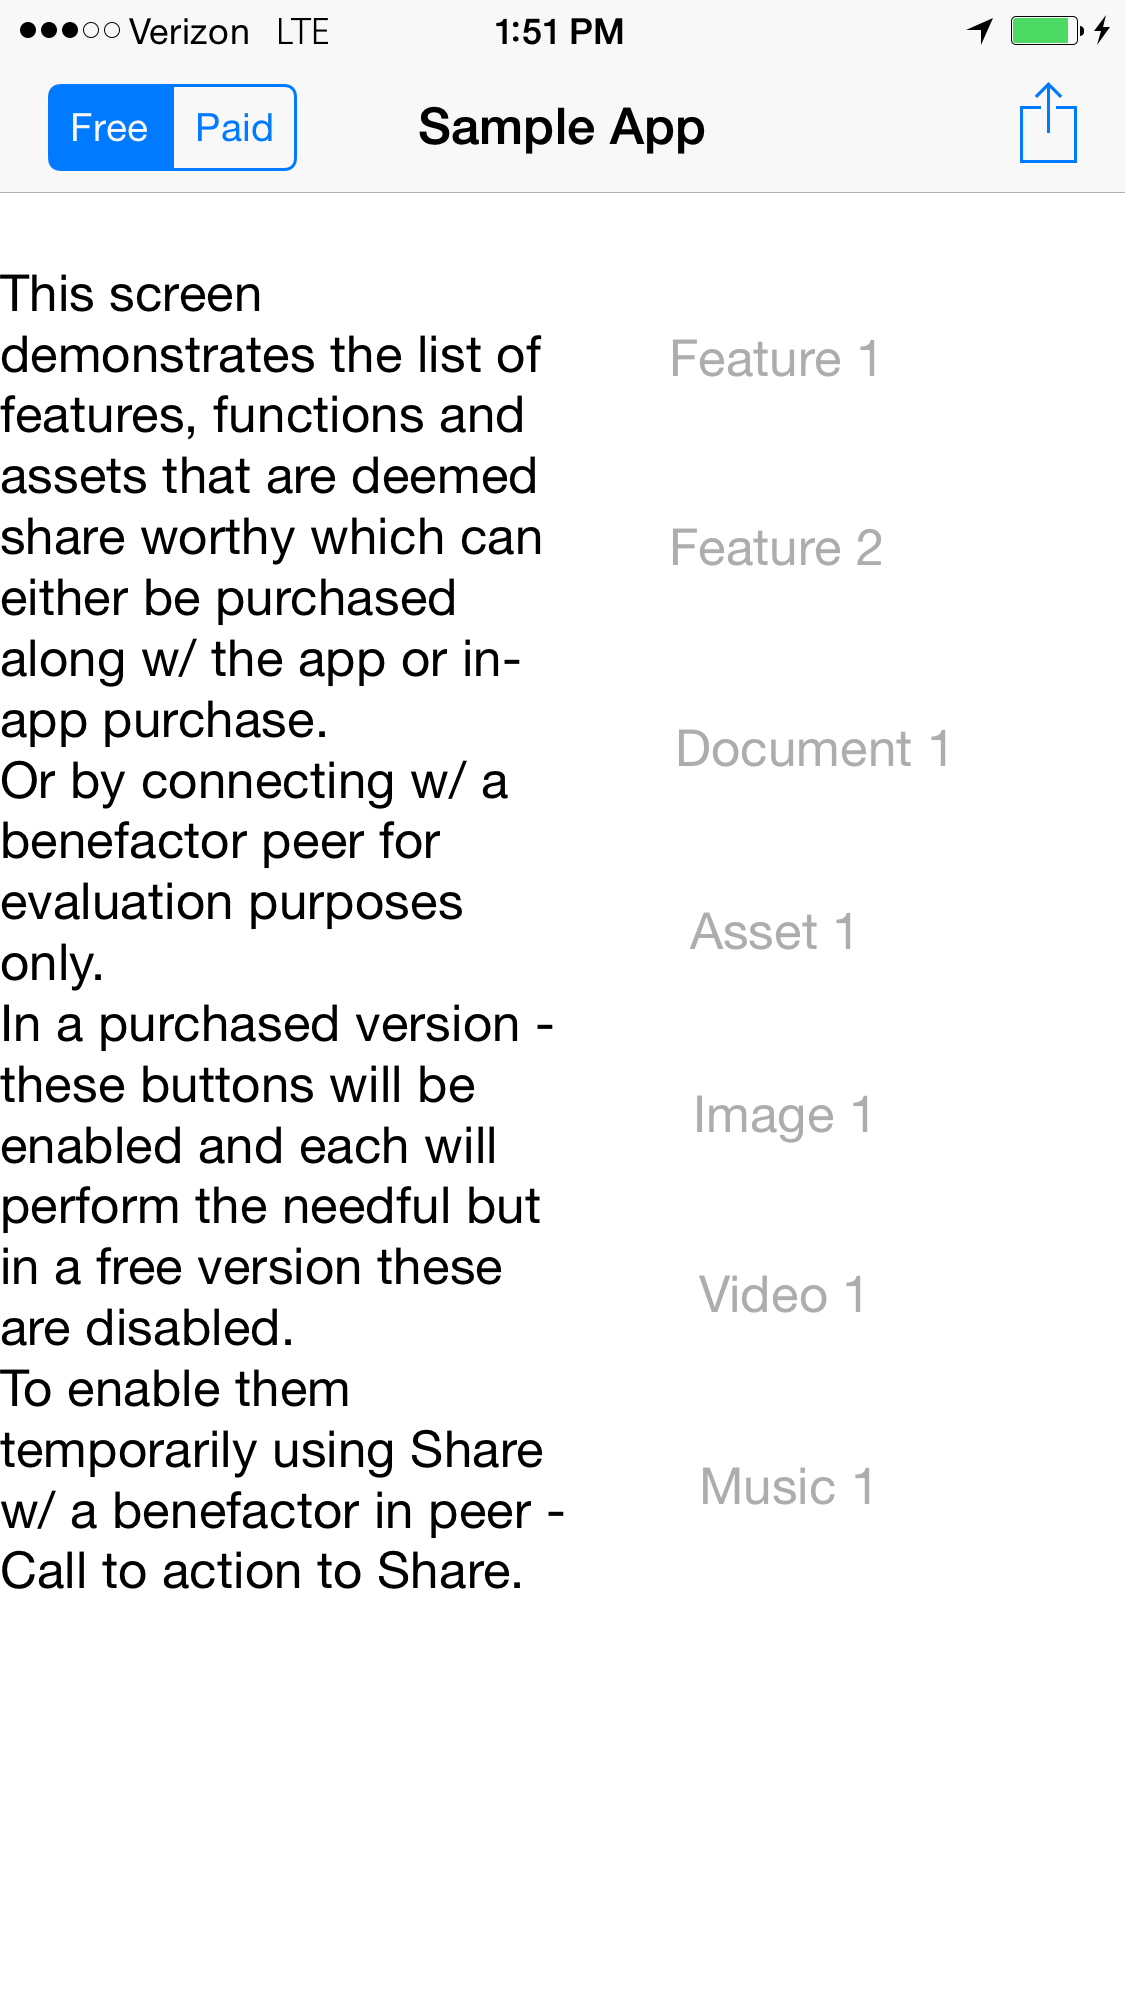 Verizon LTE 1:51 PM
Free Paid Sample App
This screen
demonstrates the list of
features, functions and
assets that are deemed
share worthy which can
either be purchased
along w/ the app or in-
app purchase.
Or by connecting w/ a
benefactor peer for
evaluation purposes
only.
In a purchased version -
these buttons will be
enabled and each will
perform the needful but
in a free version these
are disabled.
To enable them
temporarily using Share
w/ a benefactor in peer -
Call to action to Share.
Feature 1
Feature 2
Document 1
Asset 1
Image 1
Video 1
Music 1